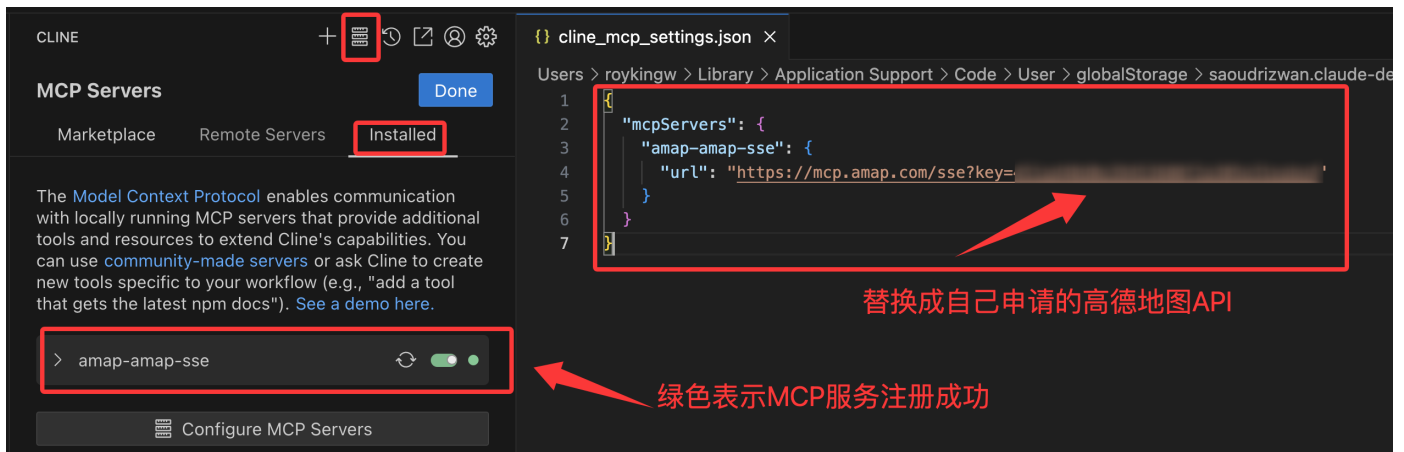 CLINE
MCP Servers
Done
Marketplace
Remote Servers
Installed
The Model Context Protocol enables communication
with locally running MCP servers that provide additional
tools and resources to extend Cline's capabilities. You
can use community-made servers or ask Cline to create
new tools specific to your workflow (e.g., "add a tool
that gets the latest npm docs"). See a demo here.
amap-amap-sse
Configure MCP Servers
{} cline_mcp_settings.json ×
Users > roykingw > Library > Application Support > Code > User > globalStorage > saoudrizwan.claude-de
1 {
2 "mcpServers": {
3 "amap-amap-sse": {
4 "url": "https://mcp.amap.com/sse?key=
5 }
6 }
7 }
替换成自己申请的高德地图API
绿色表示MCP服务注册成功